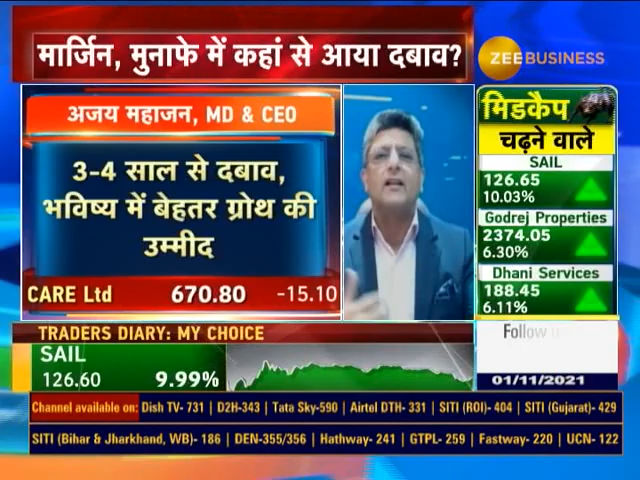 मार्जिन, मुनाफे में कहां से आया दबाव?
ZEE BUSINESS
अजय महाजन, MD & CEO
3-4 साल से दबाव,
भविष्य में बेहतर ग्रोथ की
उम्मीद
CARE Ltd 670.80 -15.10
मिडकैप
चढ़ने वाले
SAIL
126.65
10.03%
Godrej Properties
2374.05
6.30%
Dhani Services
188.45
6.11%
TRADERS DIARY: MY CHOICE
SAIL
126.60 9.99%
Follow
01/11/2021
Channel available on: Dish TV- 731 | D2H-343 | Tata Sky-590 | Airtel DTH- 331 | SITI (ROI)- 404 | SITI (Gujarat)- 429
SITI (Bihar & Jharkhand, WB)- 186 | DEN-355/356 | Hathway- 241 | GTPL- 259 | Fastway- 220 | UCN- 122